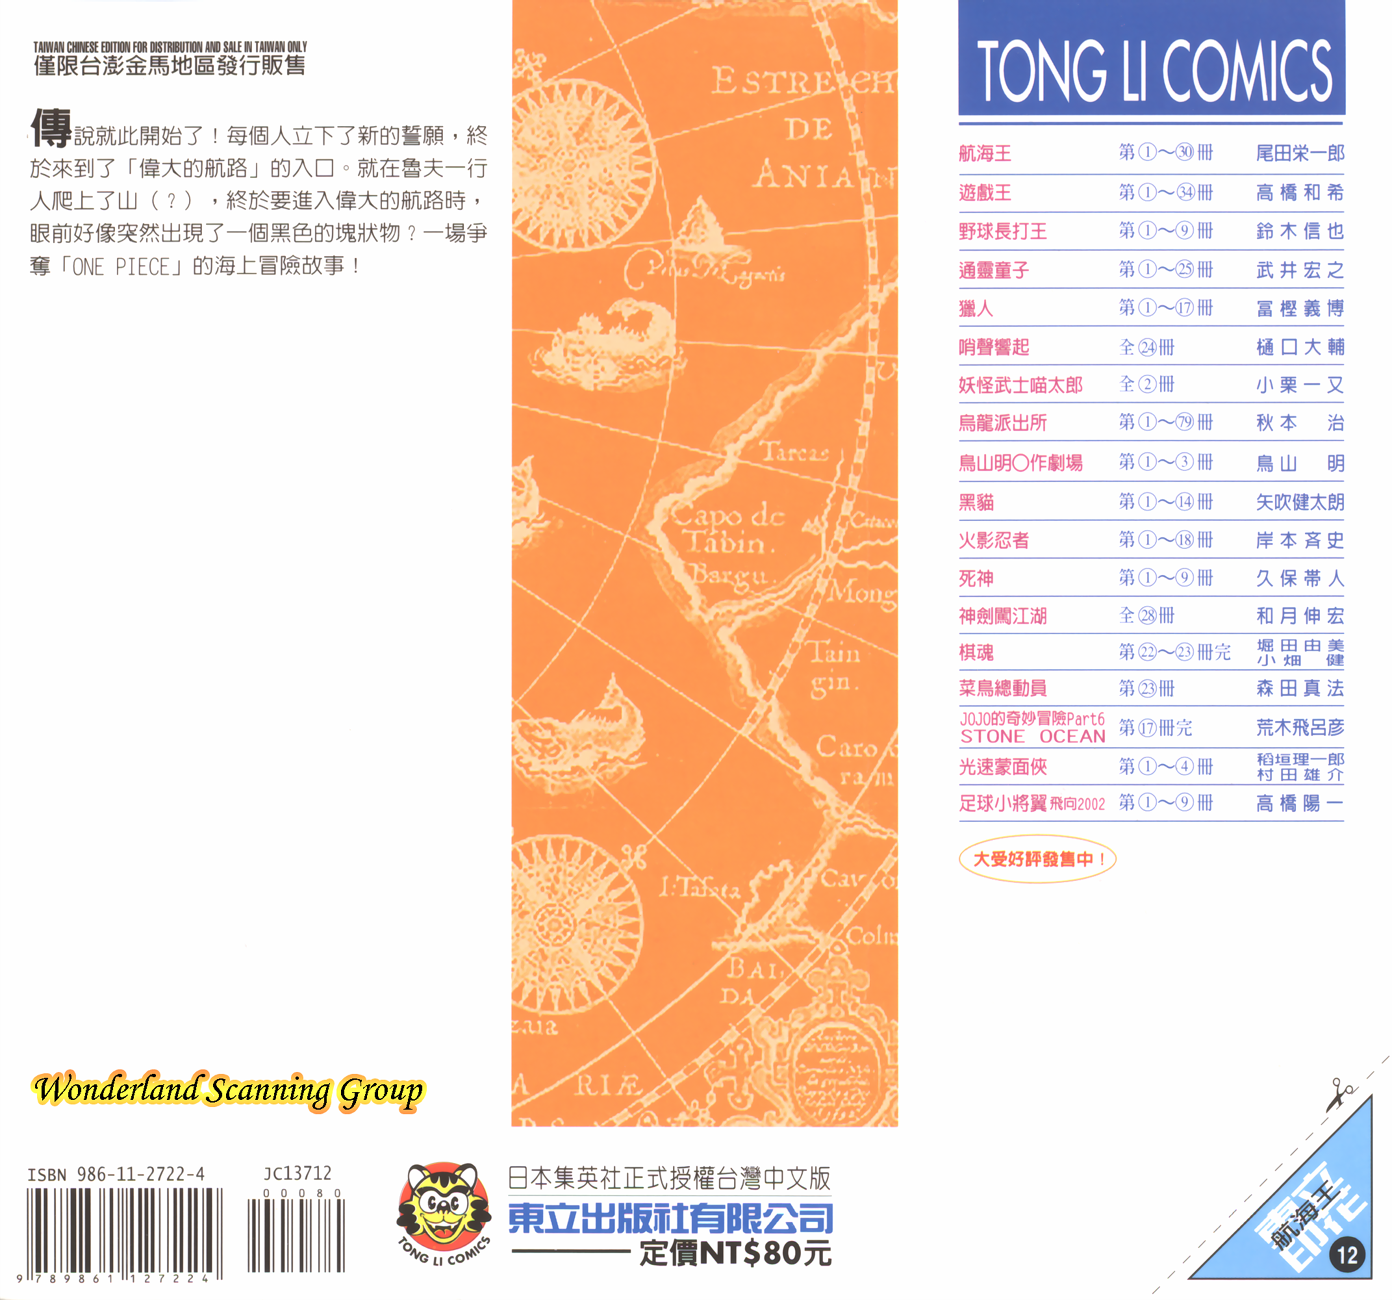 TAIWAN CHINESE EDITION FOR DISTRIBUTION AND SALE IN TAIWAN ONLY
僅限台澎金馬地區發行販售
傳說就此開始了！每個人立下了新的誓願，終
於來到了「偉大的航路」的入口。就在魯夫一行
人爬上了山（？），終於要進入偉大的航路時，
眼前好像突然出現了一個黑色的塊狀物？一場爭
奪「ONE PIECE」的海上冒險故事！
Wonderland Scanning Group
ISBN 986-11-2722-4
9 789861 127224
JC13712
00080
TONG LI COMICS
日本集英社正式授權台灣中文版
東立出版社有限公司
定價NT$80元
ESTRECH
DE
ANIAN
Tarcas
Capo de
Tabin.
Bargu.
Mong
Tain
gin.
Caro
ram
I:Tafata
Colm
BAI
DA
zaia
A RIÆ
TONG LI COMICS
航海王 第①～㉚冊 尾田栄一郎
遊戲王 第①～㉞冊 高橋和希
野球長打王 第①～⑨冊 鈴木信也
通靈童子 第①～㉕冊 武井宏之
獵人 第①～⑰冊 冨樫義博
哨聲響起 全㉔冊 樋口大輔
妖怪武士喵太郎 全②冊 小栗一又
烏龍派出所 第①～79冊 秋本 治
鳥山明○作劇場 第①～③冊 鳥山 明
黑貓 第①～⑭冊 矢吹健太朗
火影忍者 第①～⑱冊 岸本斉史
死神 第①～⑨冊 久保帯人
神劍闖江湖 全㉘冊 和月伸宏
棋魂 第㉒～㉓冊完 堀田由美
小畑 健
菜鳥總動員 第㉓冊 森田真法
JOJO的奇妙冒險Part6
STONE OCEAN 第⑰冊完 荒木飛呂彦
光速蒙面俠 第①～④冊 稻垣理一郎
村田雄介
足球小將翼 飛向2002 第①～⑨冊 高橋陽一
大受好評發售中！
東立
印花
航海王
12